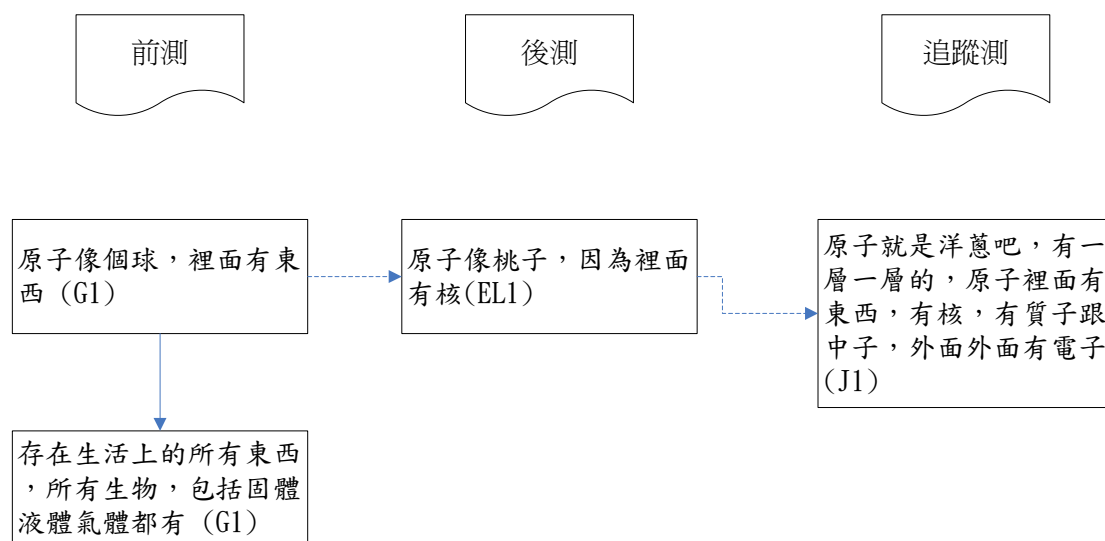 前測
後測
追蹤測
原子像個球，裡面有東
西 (G1)
原子像桃子，因為裡面
有核(EL1)
原子就是洋蔥吧，有一
層一層的，原子裡面有
東西，有核，有質子跟
中子，外面外面有電子
(J1)
存在生活上的所有東西
，所有生物，包括固體
液體氣體都有 (G1)